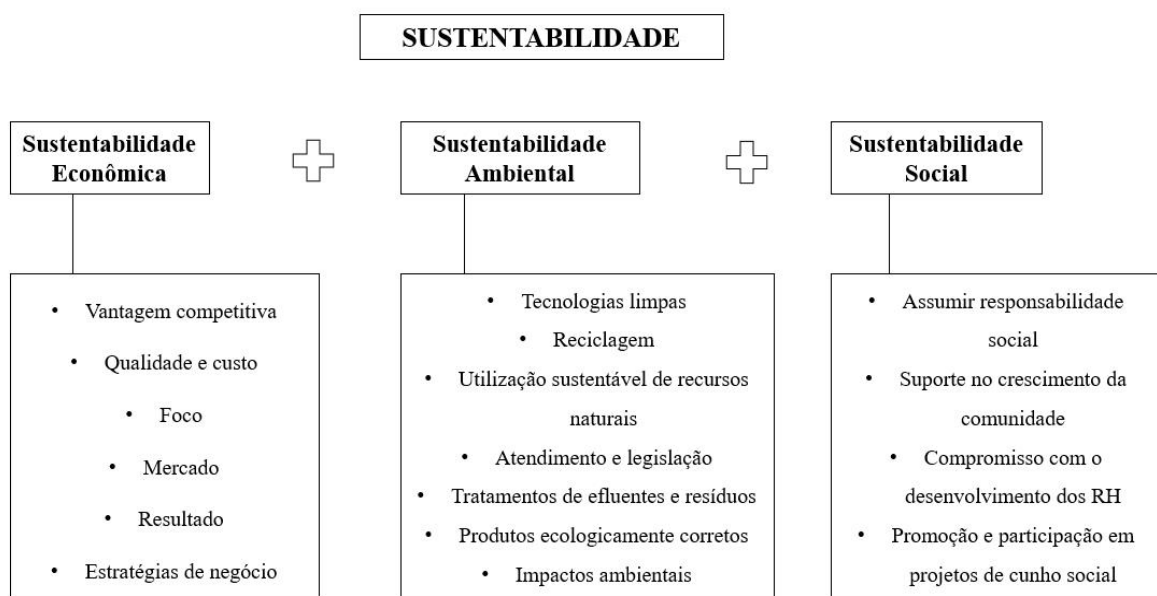 SUSTENTABILIDADE
Sustentabilidade
Econômica
Sustentabilidade
Ambiental
Sustentabilidade
Social
• Vantagem competitiva
• Qualidade e custo
• Foco
• Mercado
• Resultado
• Estratégias de negócio
• Tecnologias limpas
• Reciclagem
• Utilização sustentável de recursos
naturais
• Atendimento e legislação
• Tratamentos de efluentes e resíduos
• Produtos ecologicamente corretos
• Impactos ambientais
• Assumir responsabilidade
social
• Suporte no crescimento da
comunidade
• Compromisso com o
desenvolvimento dos RH
• Promoção e participação em
projetos de cunho social